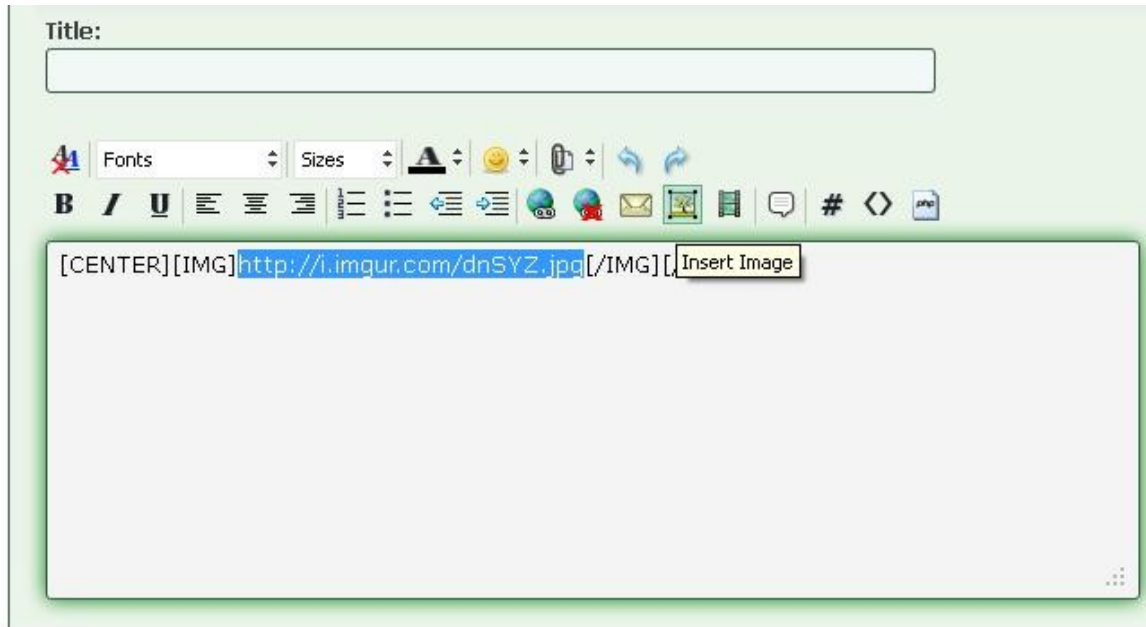 Title:
Fonts Sizes A
B I U # <> php
[CENTER][IMG]http://i.imgur.com/dnSYZ.jpg[/IMG][/
Insert Image